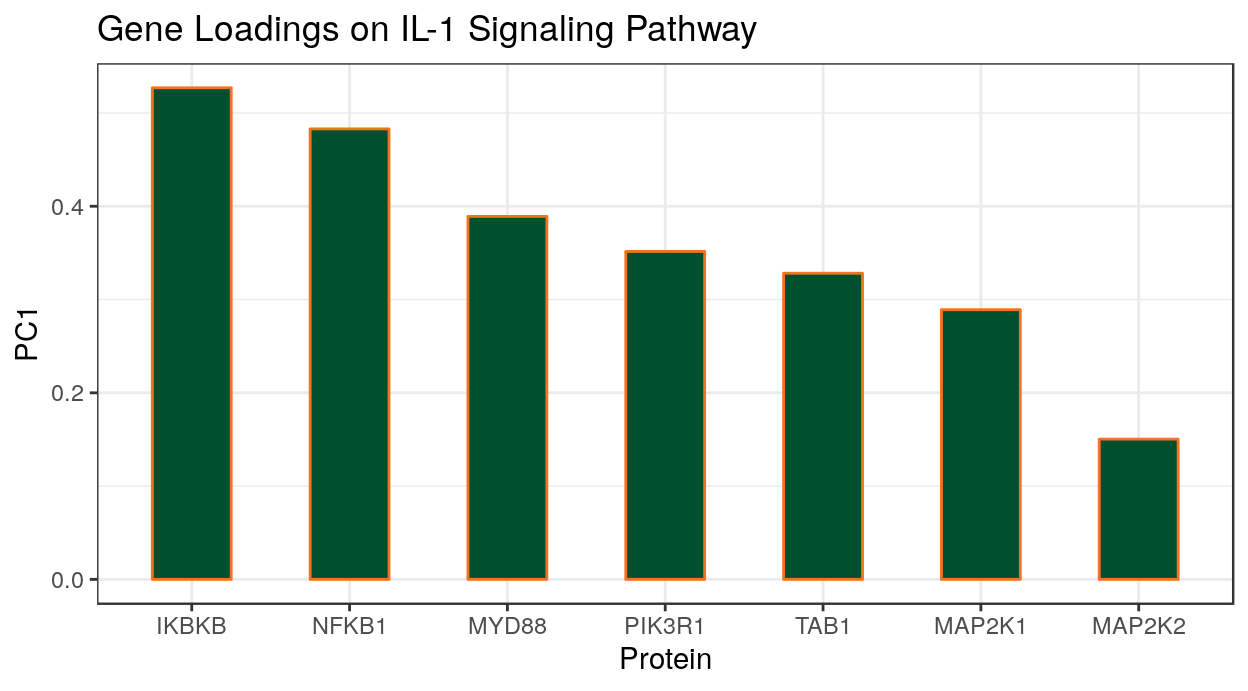 Gene Loadings on IL-1 Signaling Pathway
PC1
0.4
0.2
0.0
IKBKB NFKB1 MYD88 PIK3R1 TAB1 MAP2K1 MAP2K2
Protein